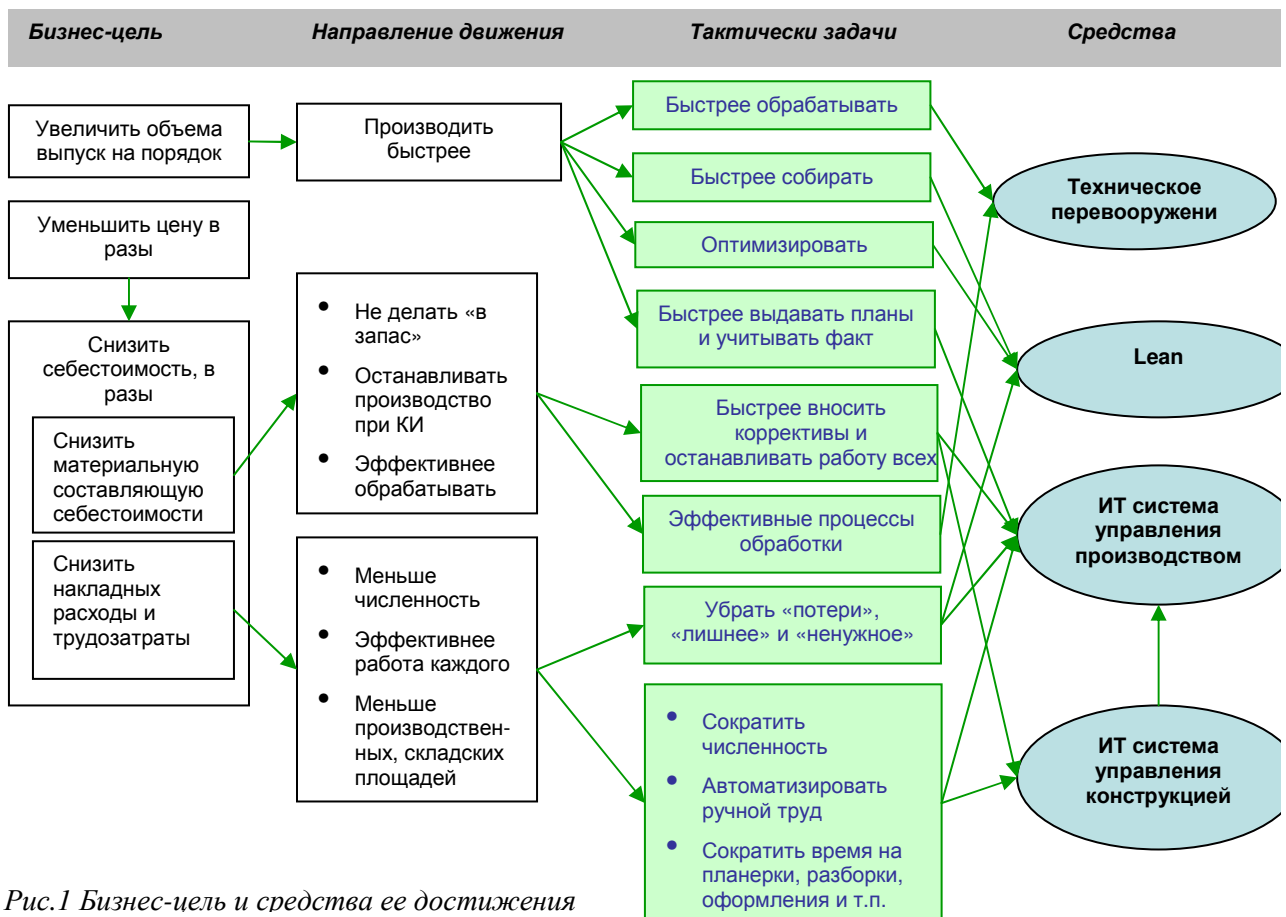 Бизнес-цель
Направление движения
Тактически задачи
Средства
Увеличить объема
выпуск на порядок
Уменьшить цену в
разы
Снизить
себестоимость, в
разы
Снизить
материальную
составляющую
себестоимости
Снизить
накладных
расходы и
трудозатраты
Производить
быстрее
• Не делать «в
запас»
• Останавливать
производство
при КИ
• Эффективнее
обрабатывать
• Меньше
численность
• Эффективнее
работа каждого
• Меньше
производствен-
ных, складских
площадей
Быстрее обрабатывать
Быстрее собирать
Оптимизировать
Быстрее выдавать планы
и учитывать факт
Быстрее вносить
коррективы и
останавливать работу всех
Эффективные процессы
обработки
Убрать «потери»,
«лишнее» и «ненужное»
• Сократить
численность
• Автоматизировать
ручной труд
• Сократить время на
планерки, разборки,
оформления и т.п.
Техническое
перевооружени
Lean
ИТ система
управления
производством
ИТ система
управления
конструкцией
Рис.1 Бизнес-цель и средства ее достижения